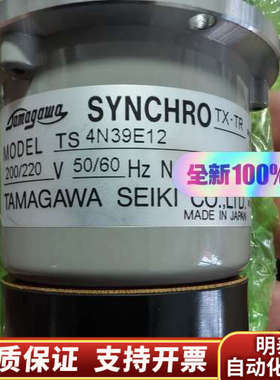 Tamagawa SYNCHRO TX-TR
MODEL TS 4N39E12
200/220 V 50/60 Hz N
TAMAGAWA SEIKI CO.,LTD.
MADE IN JAPAN
全新100%
质保证 支持开票
自动化